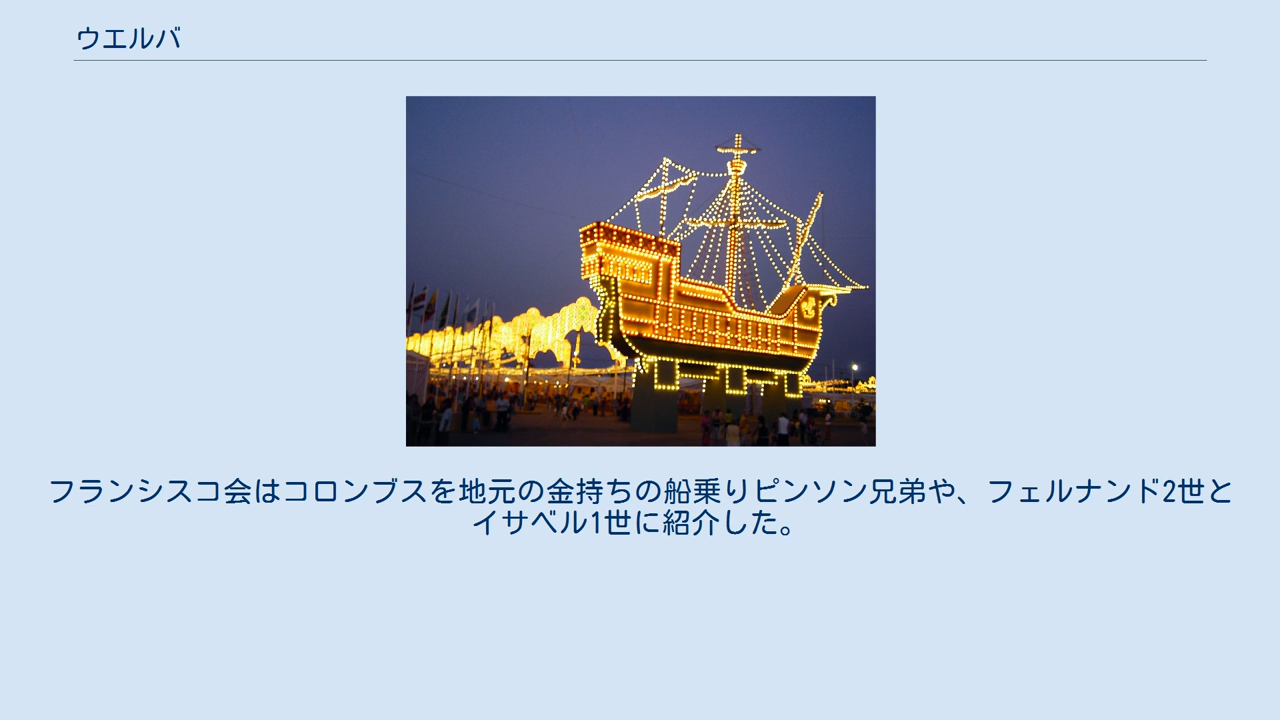 ウエルバ
フランシスコ会はコロンブスを地元の金持ちの船乗りピンソン兄弟や、フェルナンド2世と
イサベル1世に紹介した。